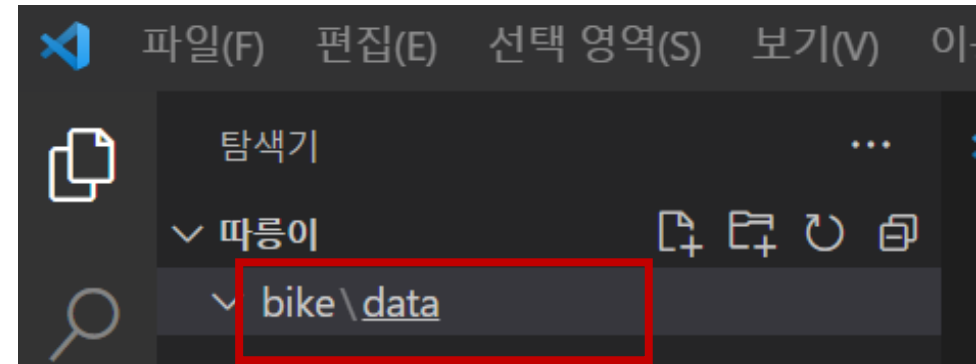 파일(F) 편집(E) 선택 영역(S) 보기(V)
탐색기
따릉이
bike\data